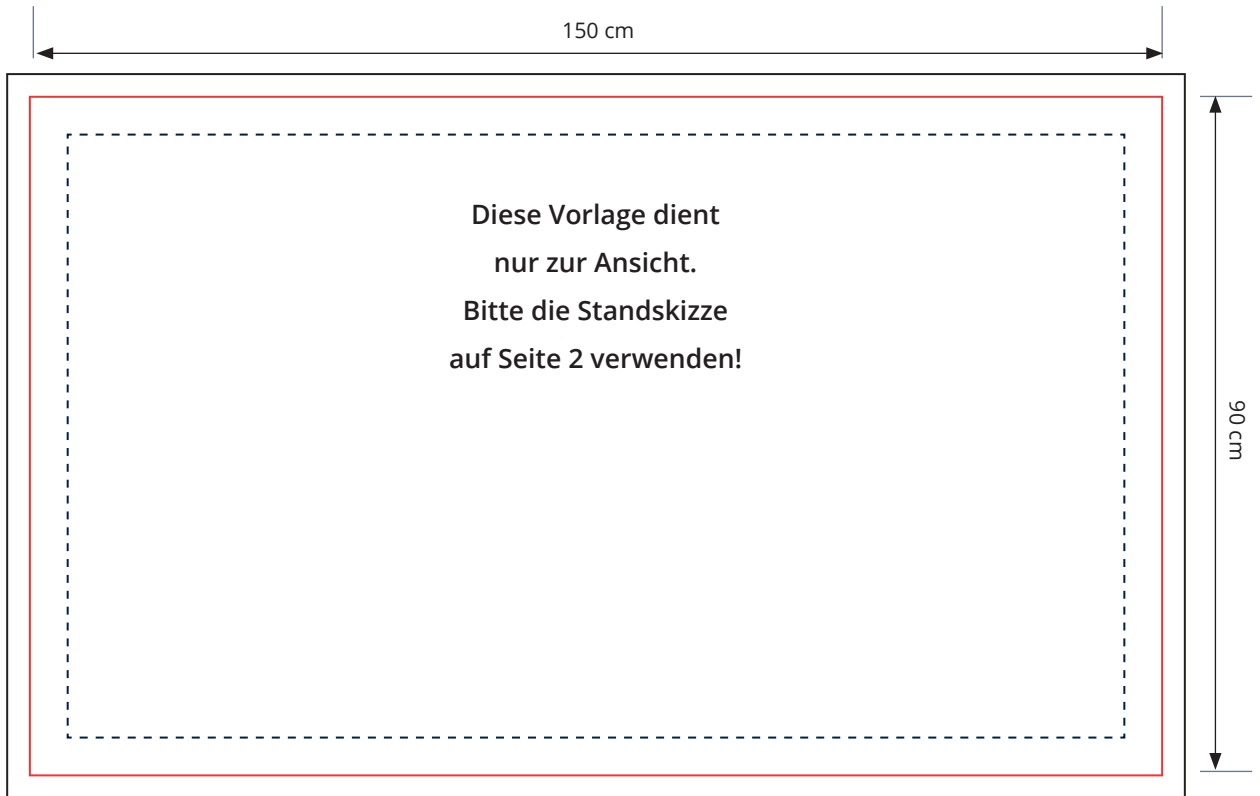 150 cm
Diese Vorlage dient
nur zur Ansicht.
Bitte die Standskizze
auf Seite 2 verwenden!
90 cm